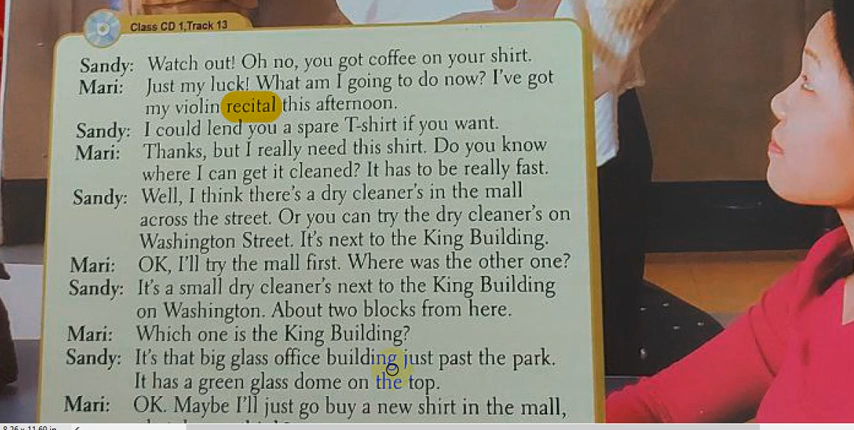 Class CD 1, Track 13
Sandy: Watch out! Oh no, you got coffee on your shirt.
Mari: Just my luck! What am I going to do now? I've got
my violin recital this afternoon.
Sandy: I could lend you a spare T-shirt if you want.
Mari: Thanks, but I really need this shirt. Do you know
where I can get it cleaned? It has to be really fast.
Sandy: Well, I think there's a dry cleaner's in the mall
across the street. Or you can try the dry cleaner's on
Washington Street. It's next to the King Building.
Mari: OK, I'll try the mall first. Where was the other one?
Sandy: It's a small dry cleaner's next to the King Building
on Washington. About two blocks from here.
Mari: Which one is the King Building?
Sandy: It's that big glass office building just past the park.
It has a green glass dome on the top.
Mari: OK. Maybe I'll just go buy a new shirt in the mall,
8.26 x 11.60 in